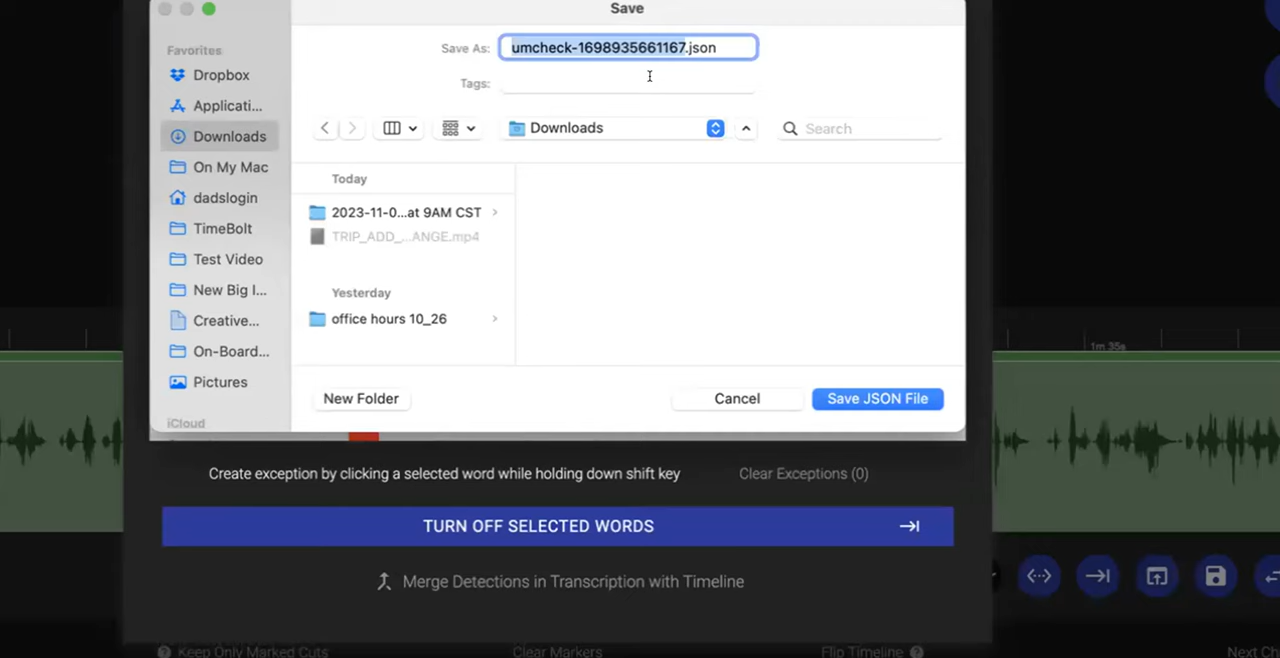 Save
Save As: umcheck-1698935661167.json
Tags:
Favorites
Dropbox
Applicati...
Downloads
On My Mac
dadslogin
TimeBolt
Test Video
New Big I...
Creative...
On-Board...
Pictures
iCloud
Downloads
Search
Today
2023-11-0...at 9AM CST
TRIP_ADD_...ANGE.mp4
Yesterday
office hours 10_26
New Folder
Cancel
Save JSON File
1m 35s
Create exception by clicking a selected word while holding down shift key
Clear Exceptions (0)
TURN OFF SELECTED WORDS
Merge Detections in Transcription with Timeline
Keep Only Marked Cuts
Clear Markers
Flip Timeline
Next Ch